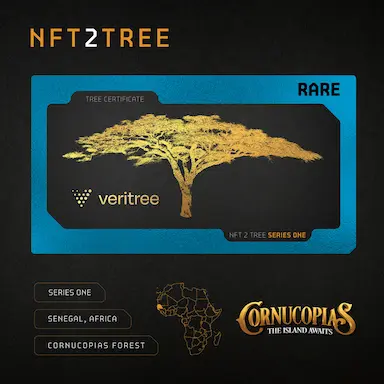 NFT2TREE
RARE
TREE CERTIFICATE
veritree
NFT 2 TREE SERIES ONE
SERIES ONE
SENEGAL, AFRICA
CORNUCOPIAS FOREST
CORNUCOPIAS
THE ISLAND AWAITS